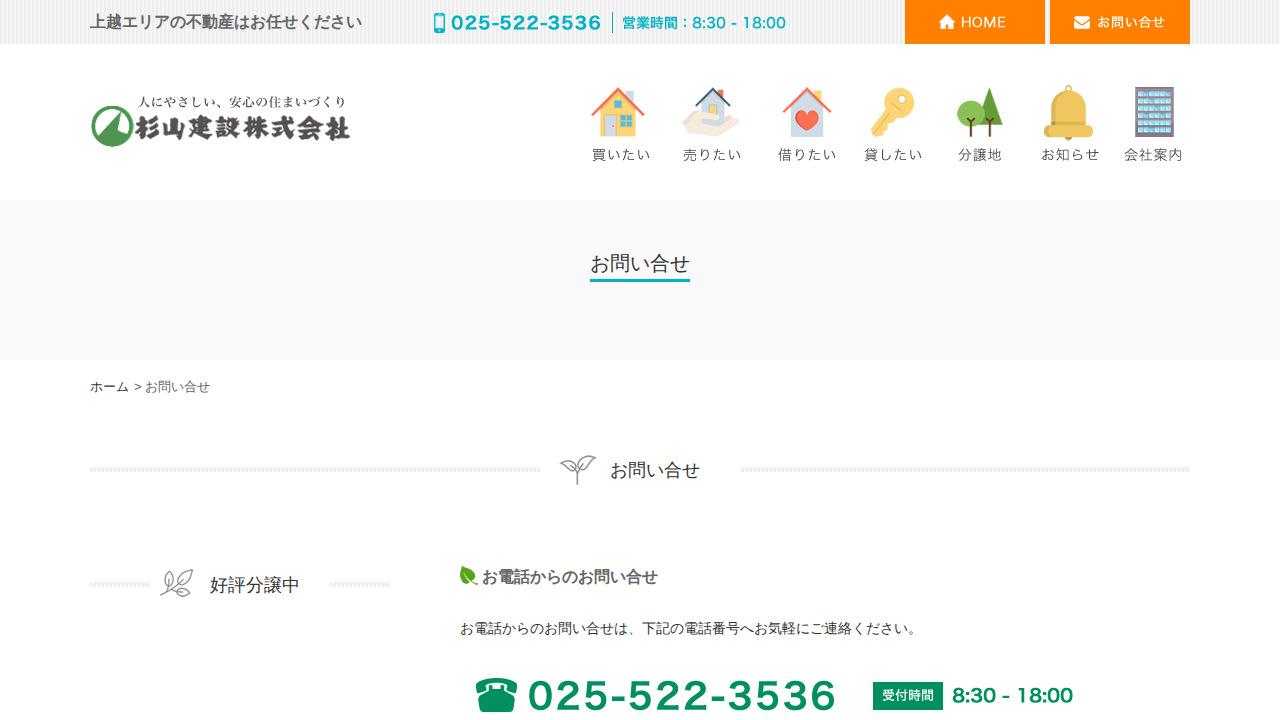 上越エリアの不動産はお任せください
025-522-3536
営業時間：8:30 - 18:00
HOME
お問い合せ
人にやさしい、安心の住まいづくり
杉山建設株式会社
買いたい
売りたい
借りたい
貸したい
分譲地
お知らせ
会社案内
お問い合せ
ホーム > お問い合せ
お問い合せ
好評分譲中
お電話からのお問い合せ
お電話からのお問い合せは、下記の電話番号へお気軽にご連絡ください。
025-522-3536
受付時間 8:30 - 18:00